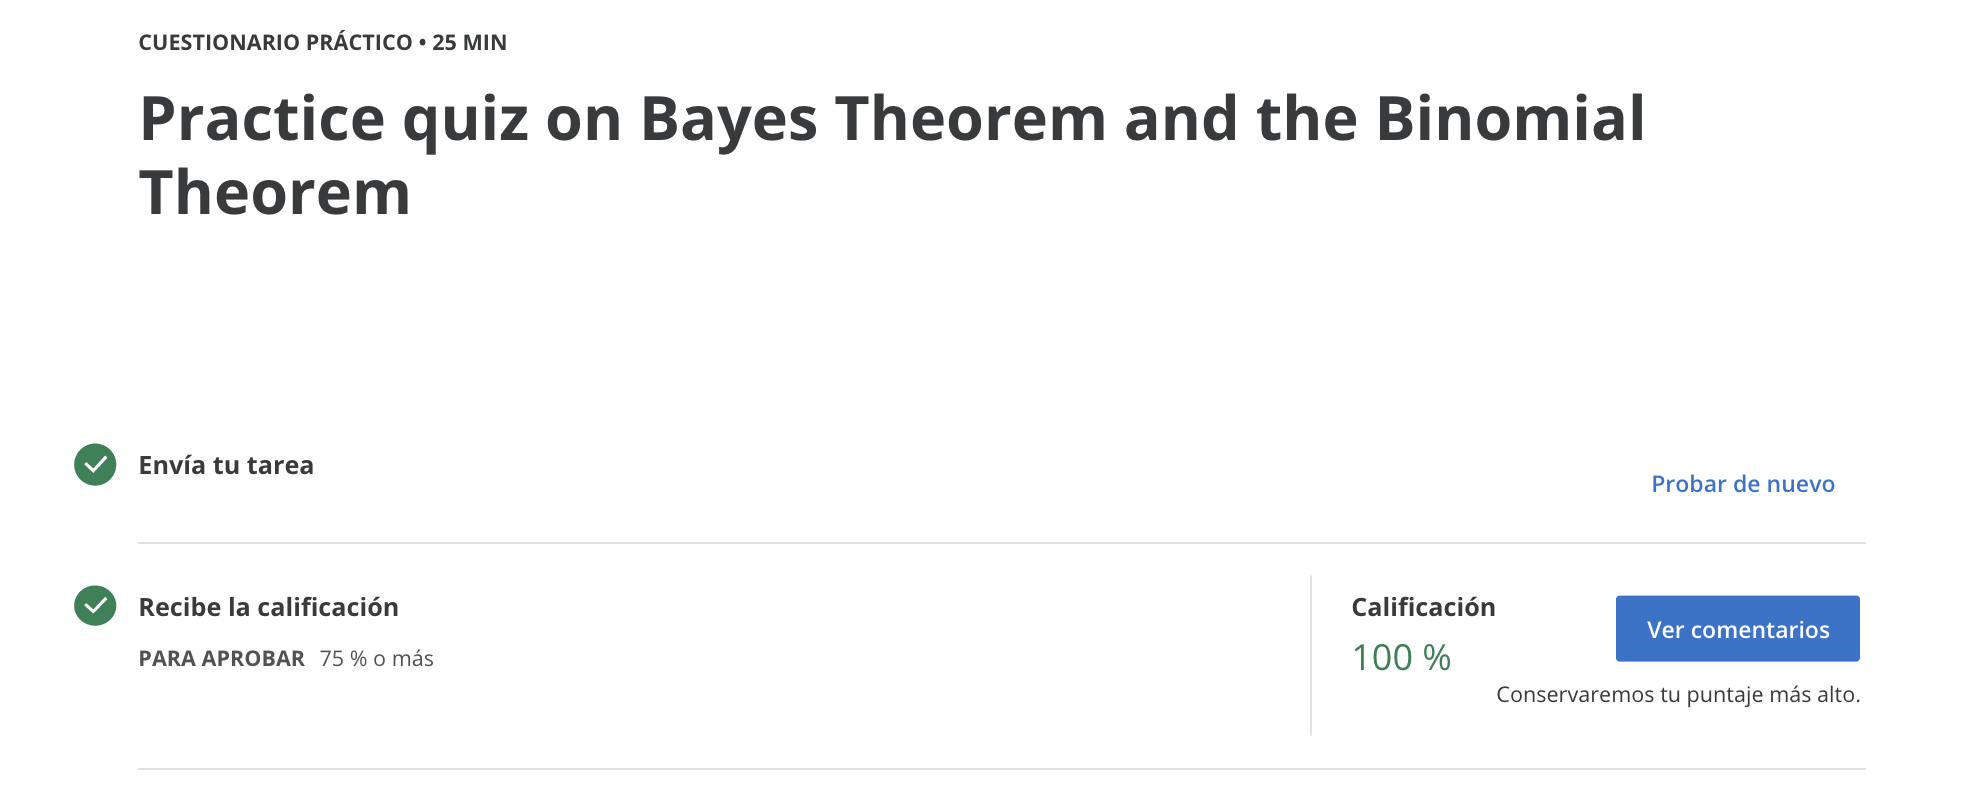 CUESTIONARIO PRÁCTICO • 25 MIN
Practice quiz on Bayes Theorem and the Binomial
Theorem
Envía tu tarea
Probar de nuevo
Recibe la calificación
PARA APROBAR 75 % o más
Calificación
100 %
Ver comentarios
Conservaremos tu puntaje más alto.